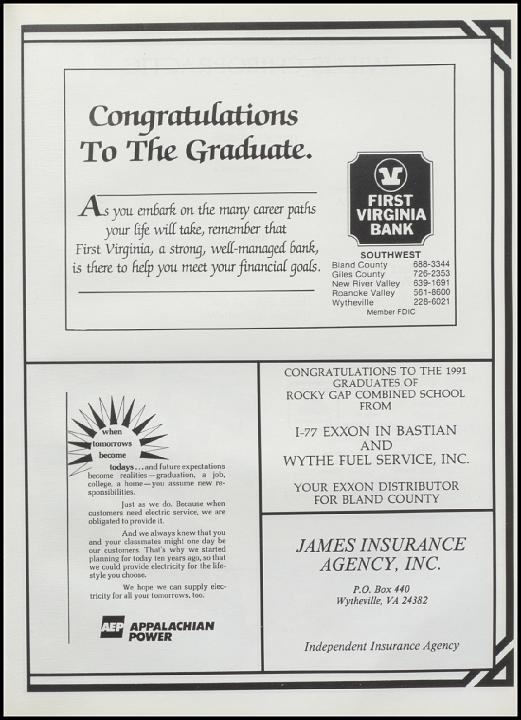 Congratulations
To The Graduate.
As you embark on the many career paths
your life will take, remember that
First Virginia, a strong, well-managed bank,
is there to help you meet your financial goals.
FIRST
VIRGINIA
BANK
SOUTHWEST
Bland County 688-3344
Giles County 726-2353
New River Valley 639-1691
Roanoke Valley 561-8600
Wytheville 228-6021
Member FDIC
when
tomorrows
become
todays...and future expectations
become realities—graduation, a job,
college, a home—you assume new re-
sponsibilities.
Just as we do. Because when
customers need electric service, we are
obligated to provide it.
And we always knew that you
and your classmates might one day be
our customers. That's why we started
planning for today ten years ago, so that
we could provide electricity for the life-
style you choose.
We hope we can supply elec-
tricity for all your tomorrows, too.
AEP APPALACHIAN
POWER
CONGRATULATIONS TO THE 1991
GRADUATES OF
ROCKY GAP COMBINED SCHOOL
FROM
I-77 EXXON IN BASTIAN
AND
WYTHE FUEL SERVICE, INC.
YOUR EXXON DISTRIBUTOR
FOR BLAND COUNTY
JAMES INSURANCE
AGENCY, INC.
P.O. Box 440
Wytheville, VA 24382
Independent Insurance Agency